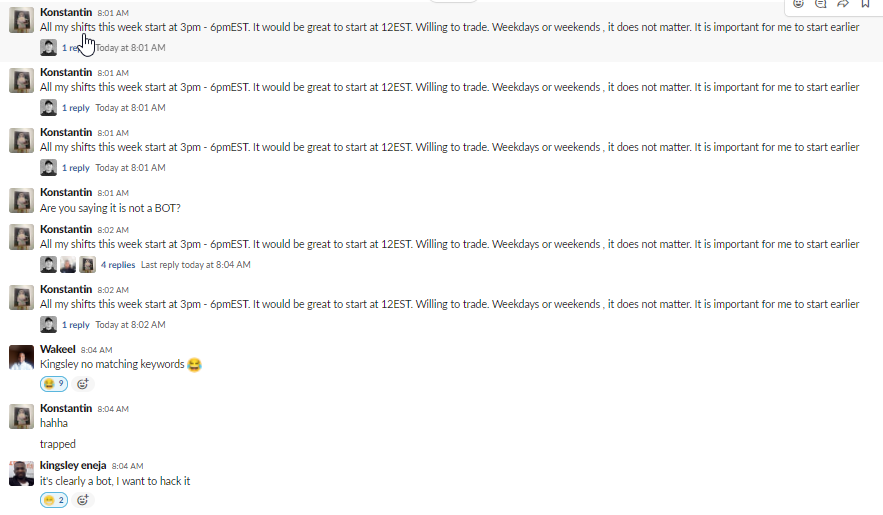 Konstantin 8:01 AM
All my shifts this week start at 3pm - 6pmEST. It would be great to start at 12EST. Willing to trade. Weekdays or weekends , it does not matter. It is important for me to start earlier
1 Today at 8:01 AM
Konstantin 8:01 AM
All my shifts this week start at 3pm - 6pmEST. It would be great to start at 12EST. Willing to trade. Weekdays or weekends , it does not matter. It is important for me to start earlier
1 reply Today at 8:01 AM
Konstantin 8:01 AM
All my shifts this week start at 3pm - 6pmEST. It would be great to start at 12EST. Willing to trade. Weekdays or weekends , it does not matter. It is important for me to start earlier
1 reply Today at 8:01 AM
Konstantin 8:01 AM
Are you saying it is not a BOT?
Konstantin 8:02 AM
All my shifts this week start at 3pm - 6pmEST. It would be great to start at 12EST. Willing to trade. Weekdays or weekends , it does not matter. It is important for me to start earlier
4 replies Last reply today at 8:04 AM
Konstantin 8:02 AM
All my shifts this week start at 3pm - 6pmEST. It would be great to start at 12EST. Willing to trade. Weekdays or weekends , it does not matter. It is important for me to start earlier
1 reply Today at 8:02 AM
Wakeel 8:04 AM
Kingsley no matching keywords 😂
😂 9
Konstantin 8:04 AM
hahha
trapped
kingsley eneja 8:04 AM
it's clearly a bot, I want to hack it
😁 2